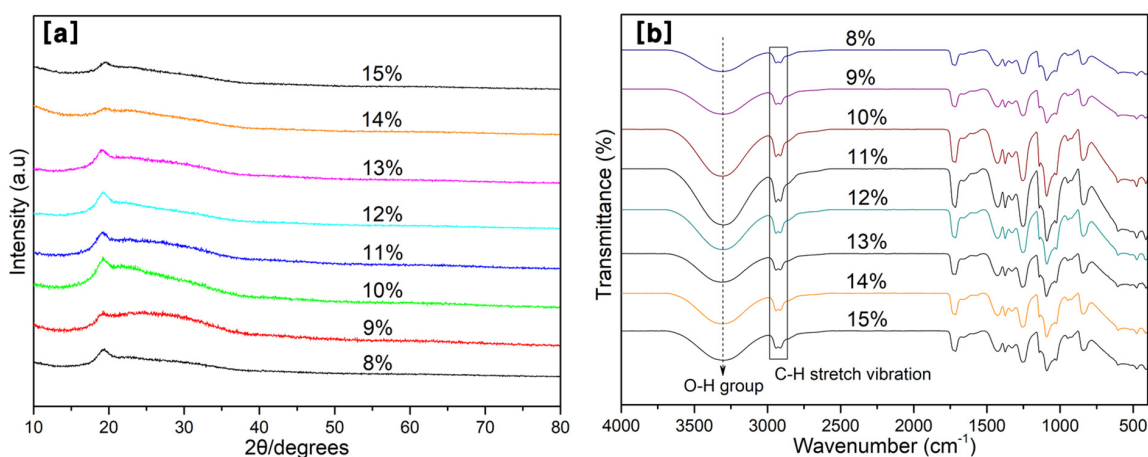 [a]
15%
14%
13%
12%
11%
10%
9%
8%
Intensity (a.u)
10 20 30 40 50 60 70 80
2θ/degrees
[b]
8%
9%
10%
11%
12%
13%
14%
15%
O-H group
C-H stretch vibration
Transmittance (%)
4000 3500 3000 2500 2000 1500 1000 500
Wavenumber (cm⁻¹)